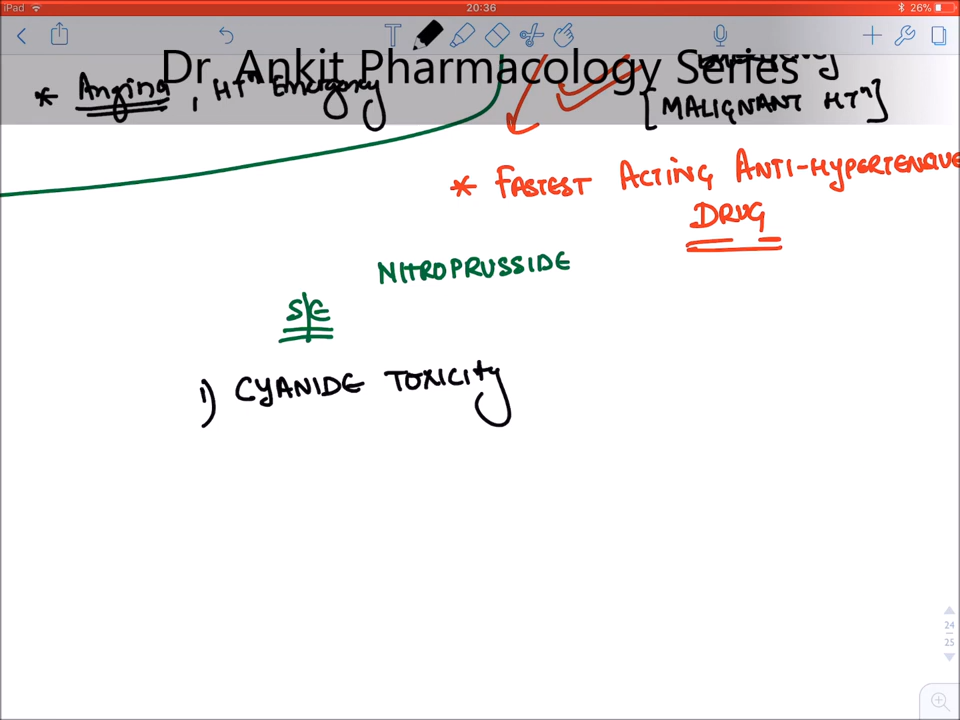 iPad 20:36 26%
Dr. Ankit Pharmacology Series
* Angina, HTⁿ Emergency
[MALIGNANT HTⁿ]
* FASTEST ACTING ANTI-HYPERTENSIVE
DRUG
NITROPRUSSIDE
S/E
1) CYANIDE TOXICITY
24
25